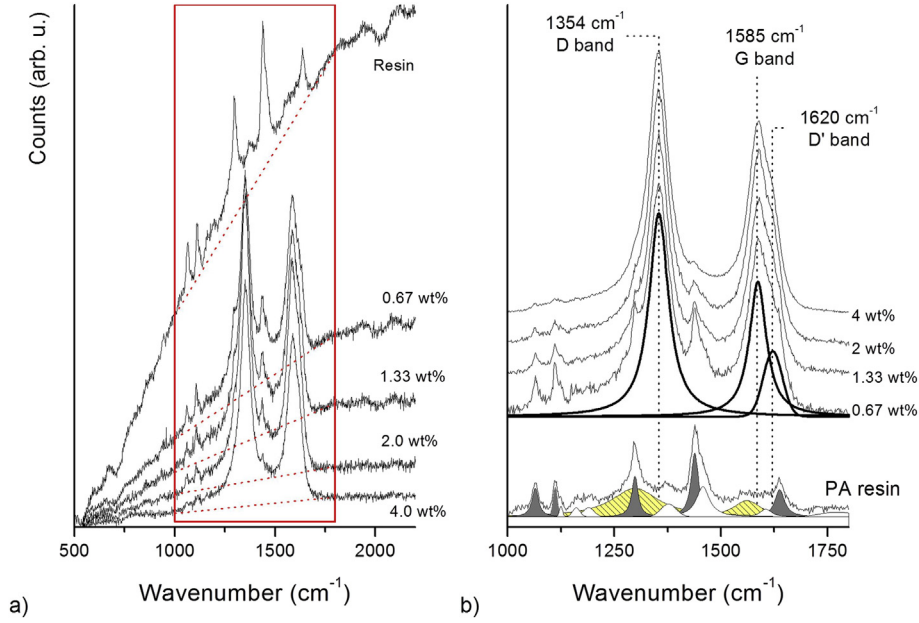 Counts (arb. u.)
Resin
0.67 wt%
1.33 wt%
2.0 wt%
4.0 wt%
500 1000 1500 2000
Wavenumber (cm⁻¹)
a)
1354 cm⁻¹
D band
1585 cm⁻¹
G band
1620 cm⁻¹
D' band
4 wt%
2 wt%
1.33 wt%
0.67 wt%
PA resin
1000 1250 1500 1750
Wavenumber (cm⁻¹)
b)